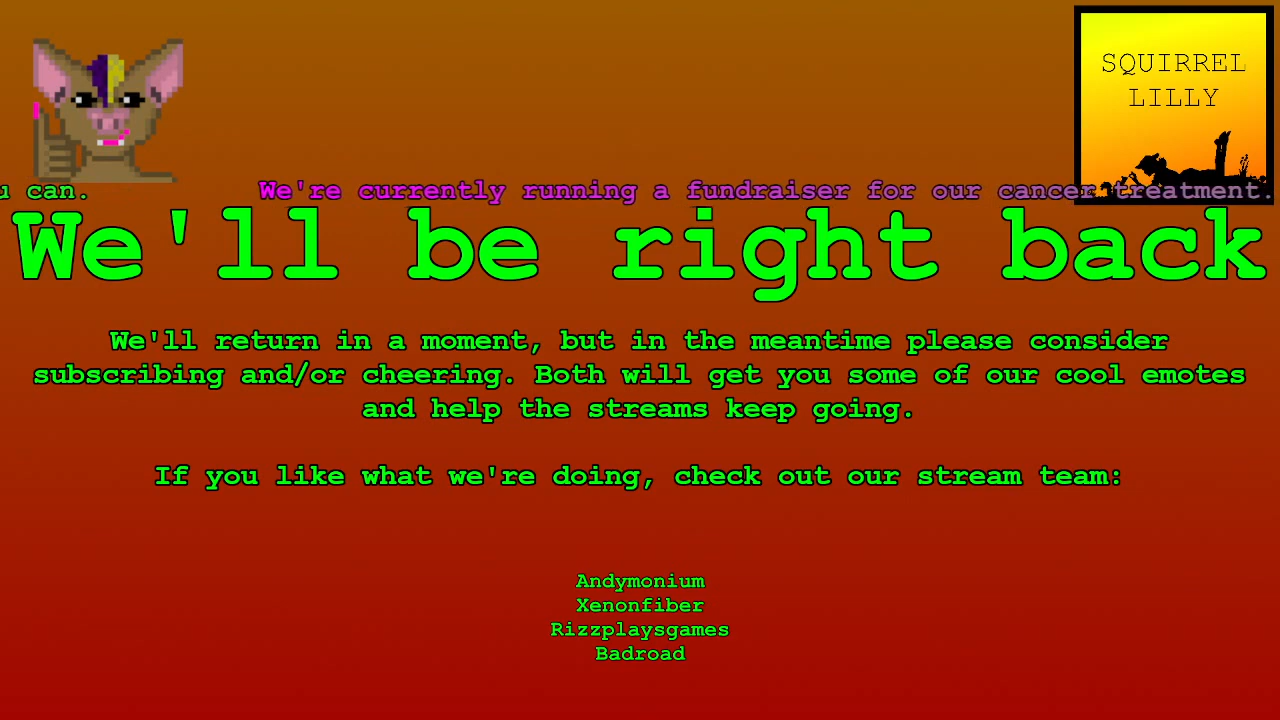 SQUIRREL
LILLY
u can. We're currently running a fundraiser for our cancer treatment.
We'll be right back
We'll return in a moment, but in the meantime please consider
subscribing and/or cheering. Both will get you some of our cool emotes
and help the streams keep going.
If you like what we're doing, check out our stream team:
Andymonium
Xenonfiber
Rizzplaysgames
Badroad